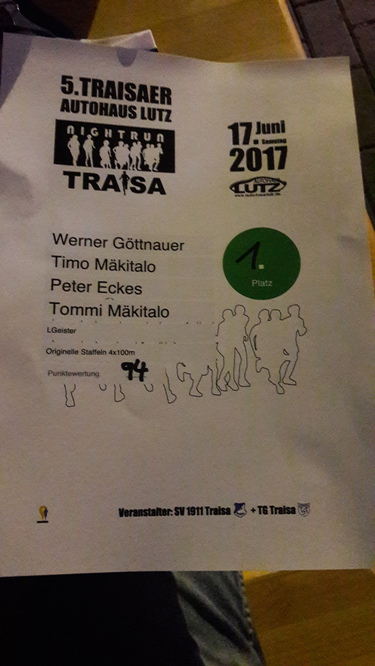 5.TRAISAER
AUTOHAUS LUTZ
NIGHTRUN
TRAISA
17. Juni
Samstag
2017
LUTZ
Werner Göttnauer
Timo Mäkitalo
Peter Eckes
Tommi Mäkitalo
1.
Platz
LGeister
Originelle Staffeln 4x100m
Punktewertung 94
Veranstalter: SV 1911 Traisa + TG Traisa